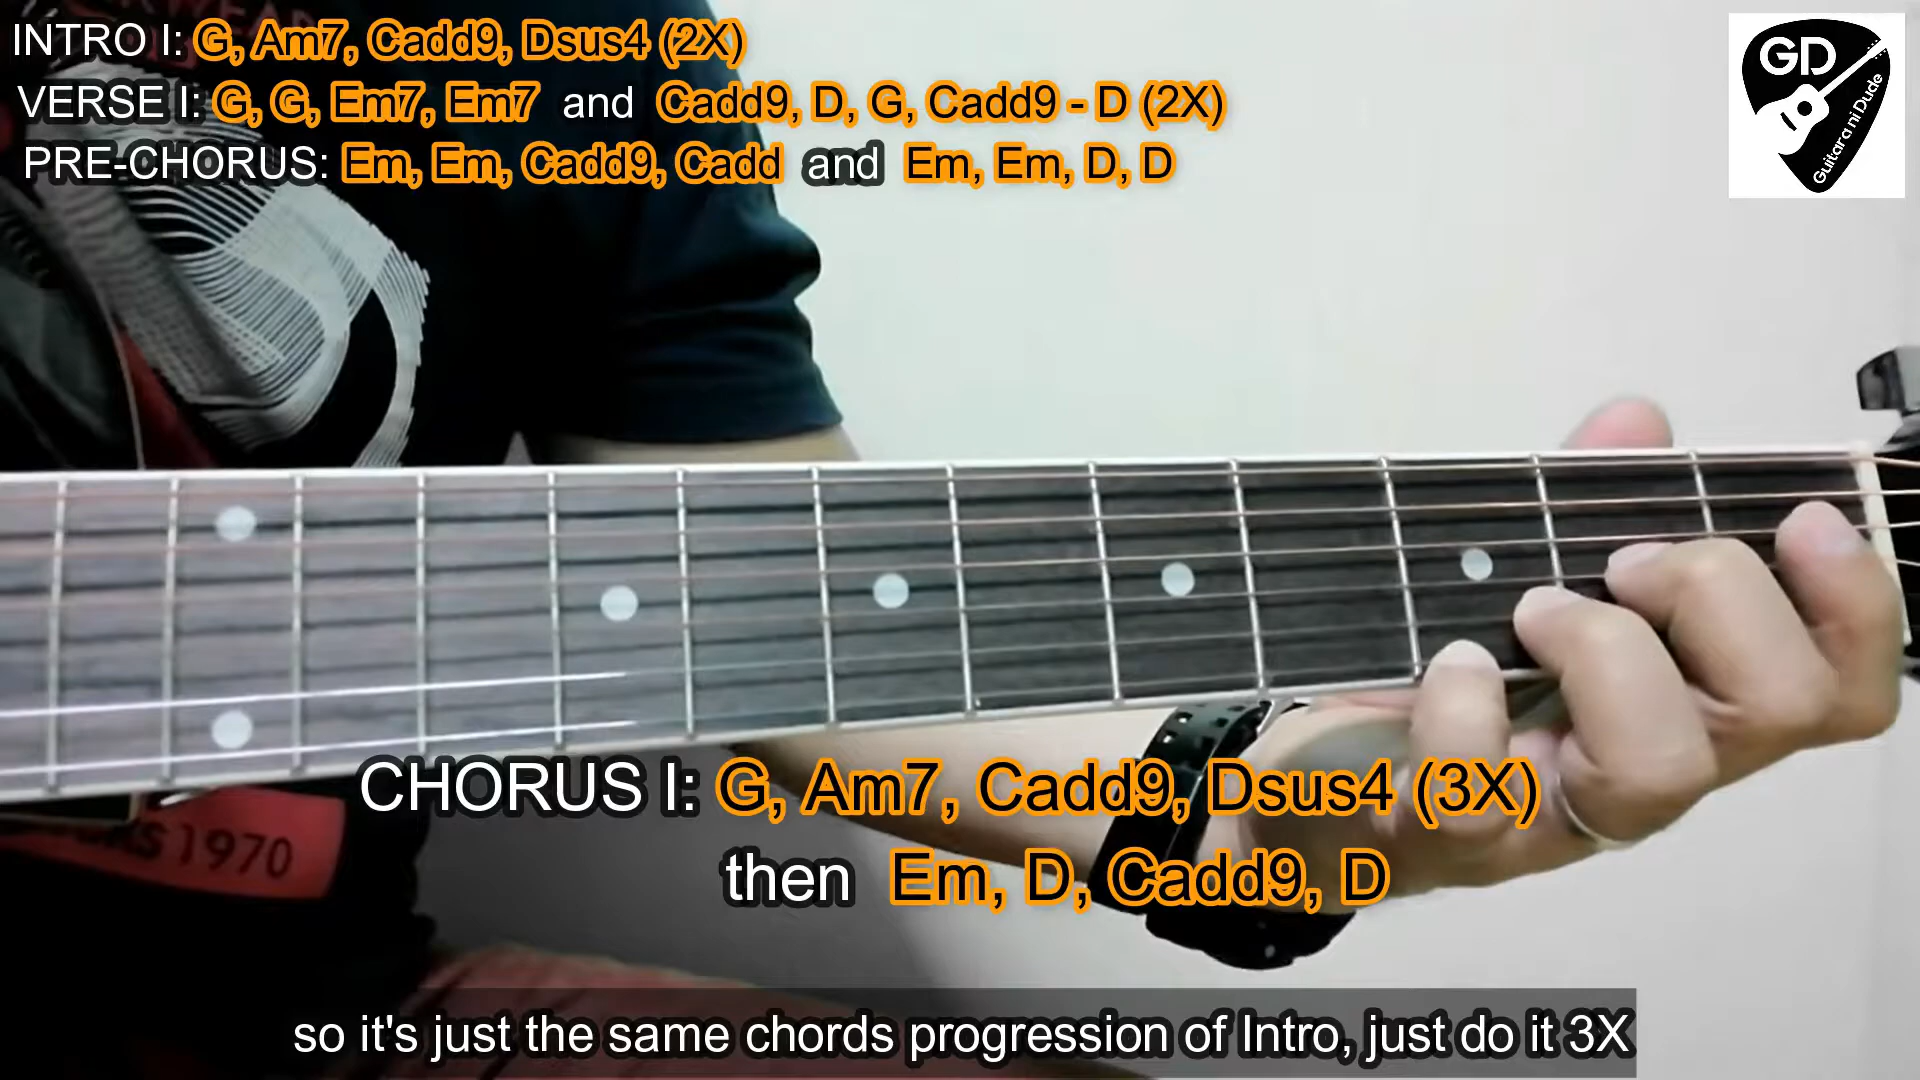 INTRO I: G, Am7, Cadd9, Dsus4 (2X)
VERSE I: G, G, Em7, Em7 and Cadd9, D, G, Cadd9 - D (2X)
PRE-CHORUS: Em, Em, Cadd9, Cadd and Em, Em, D, D
GD
Guitara ni Dude
1970
CHORUS I: G, Am7, Cadd9, Dsus4 (3X)
then Em, D, Cadd9, D
so it's just the same chords progression of Intro, just do it 3X